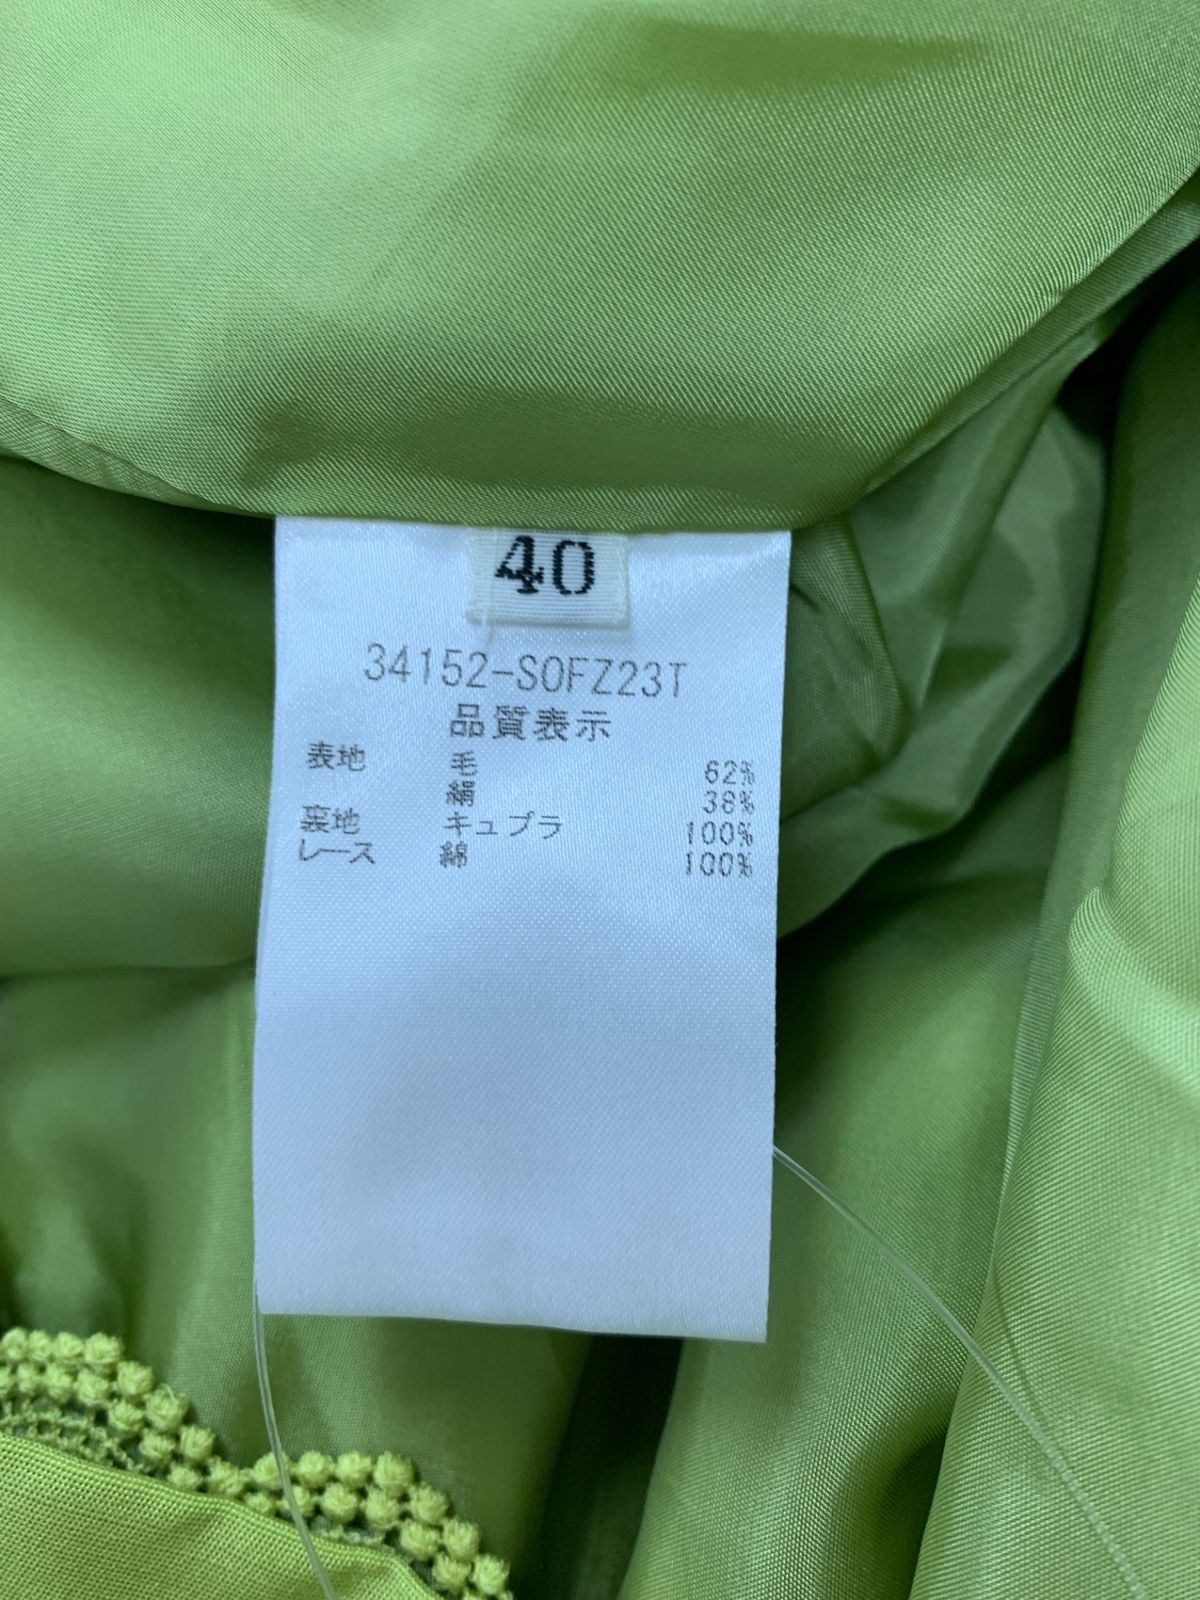 40
34152-S0FZ23T
品質表示
表地 毛 62%
絹 38%
裏地 キュプラ 100%
レース 綿 100%